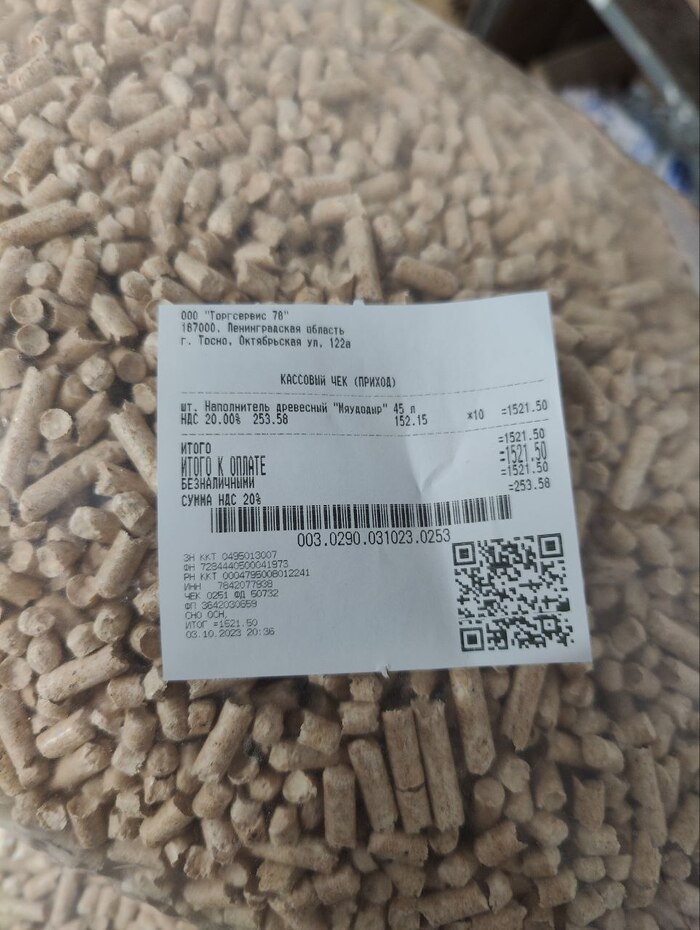 ООО "Торгсервис 78"
187000, Ленинградская область
г. Тосно, Октябрьская ул, 122а
КАССОВЫЙ ЧЕК (ПРИХОД)
шт. Наполнитель древесный "Мяудодыр" 45 л =1521.50
НДС 20.00% 253.58 152.15 x10
ИТОГО =1521.50
ИТОГО К ОПЛАТЕ =1521.50
БЕЗНАЛИЧНЫМИ =1521.50
СУММА НДС 20% =253.58
003.0290.031023.0253
ЗН ККТ 0495013007
ФН 7284440500041973
РН ККТ 0004795008012241
ИНН 7842077938
ЧЕК 0251 ФД 50732
ФП 3642030659
СНО ОСН
ИТОГ =1521.50
03.10.2023 20:36